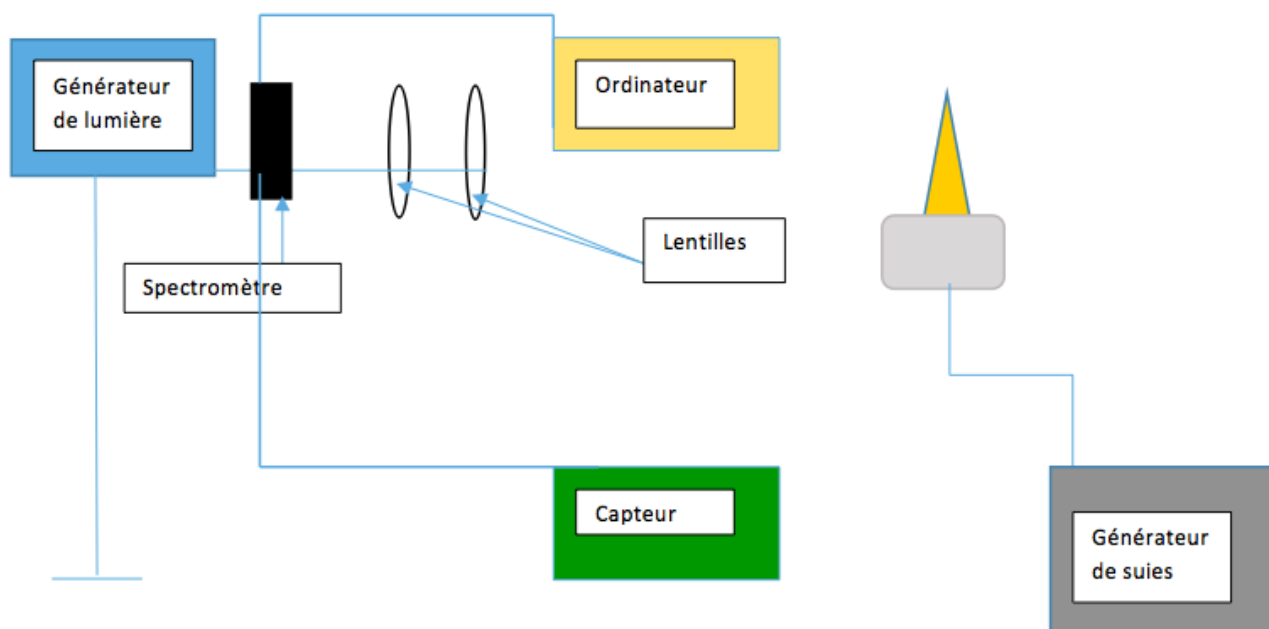 Générateur
de lumière
Ordinateur
Lentilles
Spectromètre
Capteur
Générateur
de suies